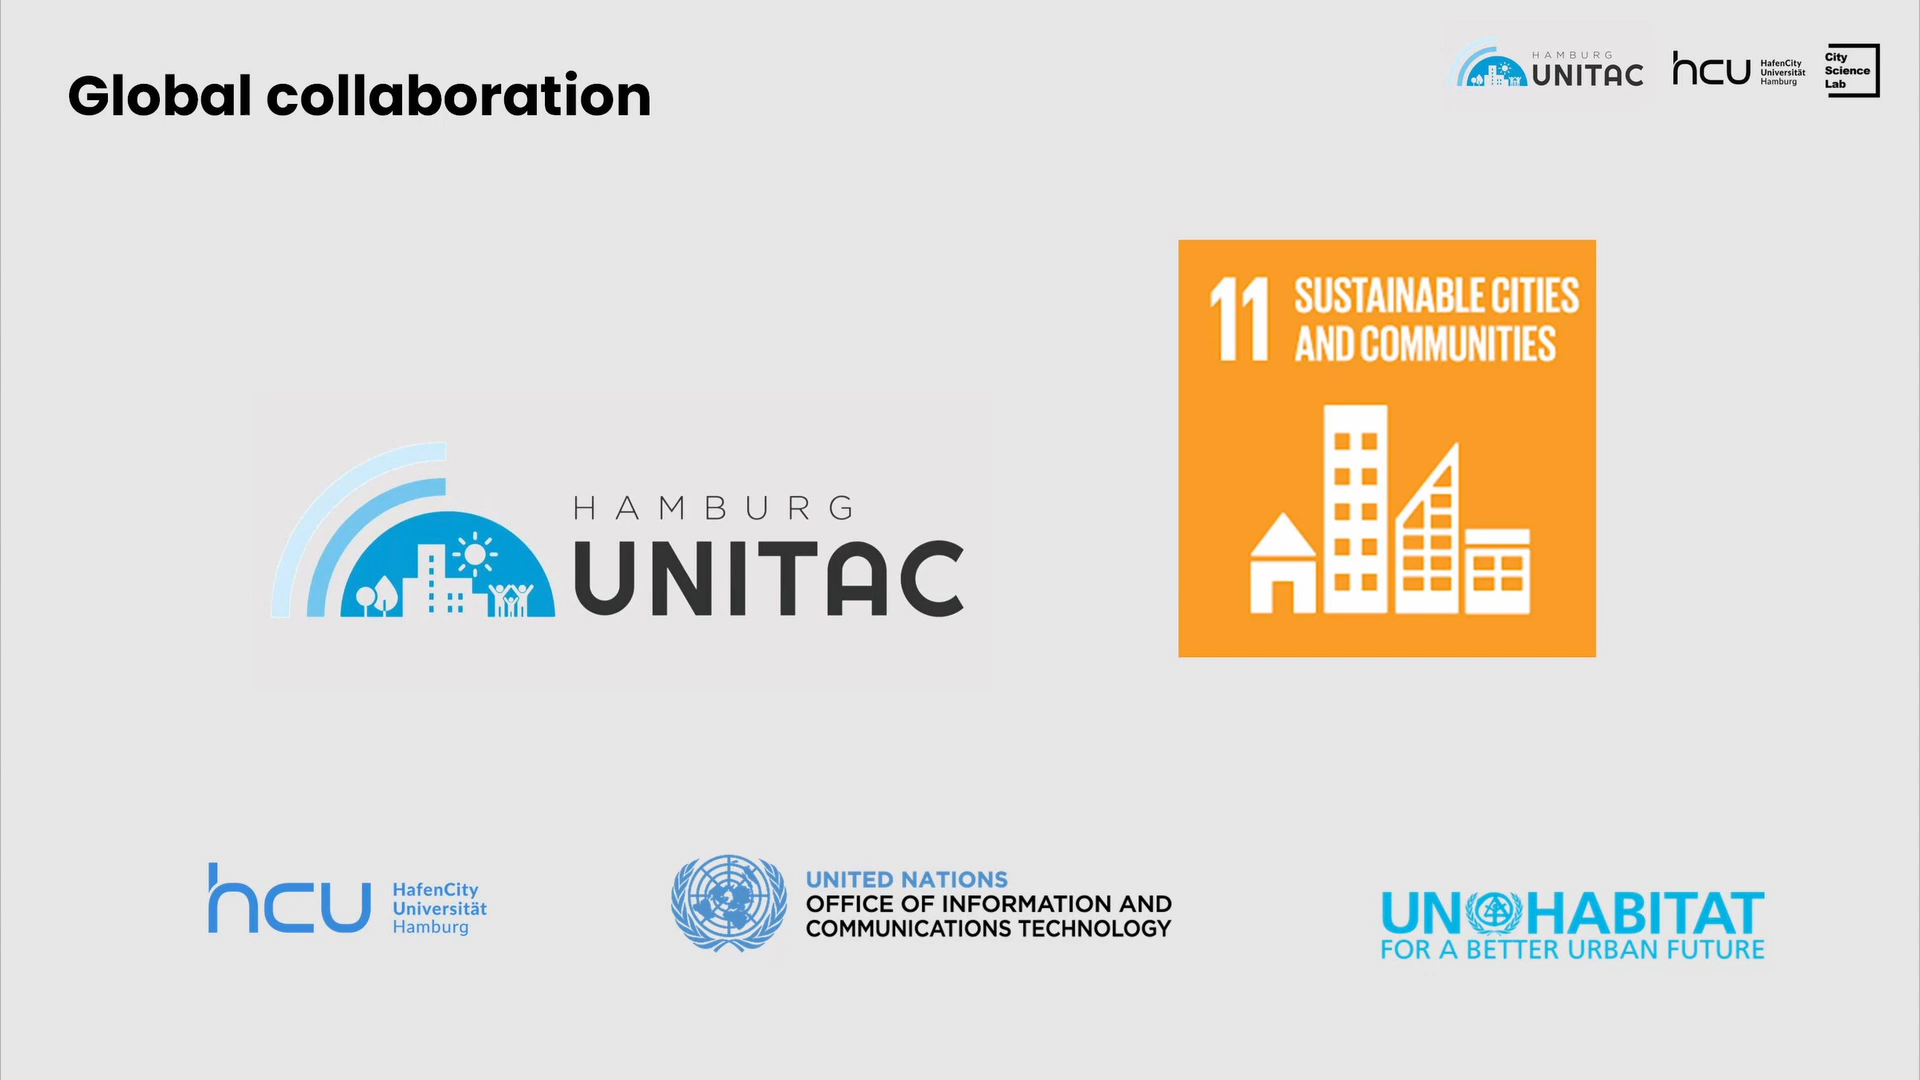 Global collaboration
HAMBURG
UNITAC
hcu
HafenCity
Universität
Hamburg
City
Science
Lab
11
SUSTAINABLE CITIES
AND COMMUNITIES
HAMBURG
UNITAC
hcu
HafenCity
Universität
Hamburg
UNITED NATIONS
OFFICE OF INFORMATION AND
COMMUNICATIONS TECHNOLOGY
UN HABITAT
FOR A BETTER URBAN FUTURE